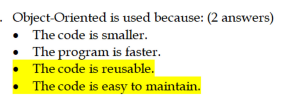 . Object-Oriented is used because: (2 answers)
• The code is smaller.
• The program is faster.
• The code is reusable.
• The code is easy to maintain.